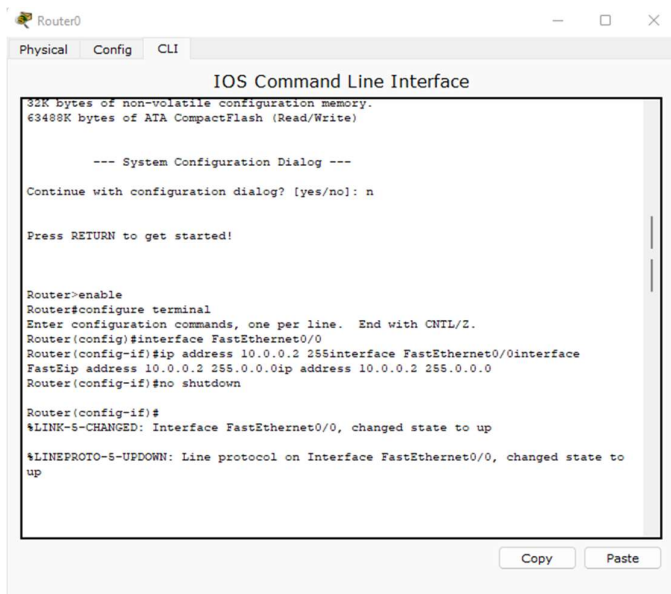 Router0
Physical Config CLI
IOS Command Line Interface
32K bytes of non-volatile configuration memory.
63488K bytes of ATA CompactFlash (Read/Write)
--- System Configuration Dialog ---
Continue with configuration dialog? [yes/no]: n
Press RETURN to get started!
Router>enable
Router#configure terminal
Enter configuration commands, one per line.  End with CNTL/Z.
Router(config)#interface FastEthernet0/0
Router(config-if)#ip address 10.0.0.2 255interface FastEthernet0/0interface
FastEip address 10.0.0.2 255.0.0.0ip address 10.0.0.2 255.0.0.0
Router(config-if)#no shutdown
Router(config-if)#
%LINK-5-CHANGED: Interface FastEthernet0/0, changed state to up
%LINEPROTO-5-UPDOWN: Line protocol on Interface FastEthernet0/0, changed state to
up
Copy Paste